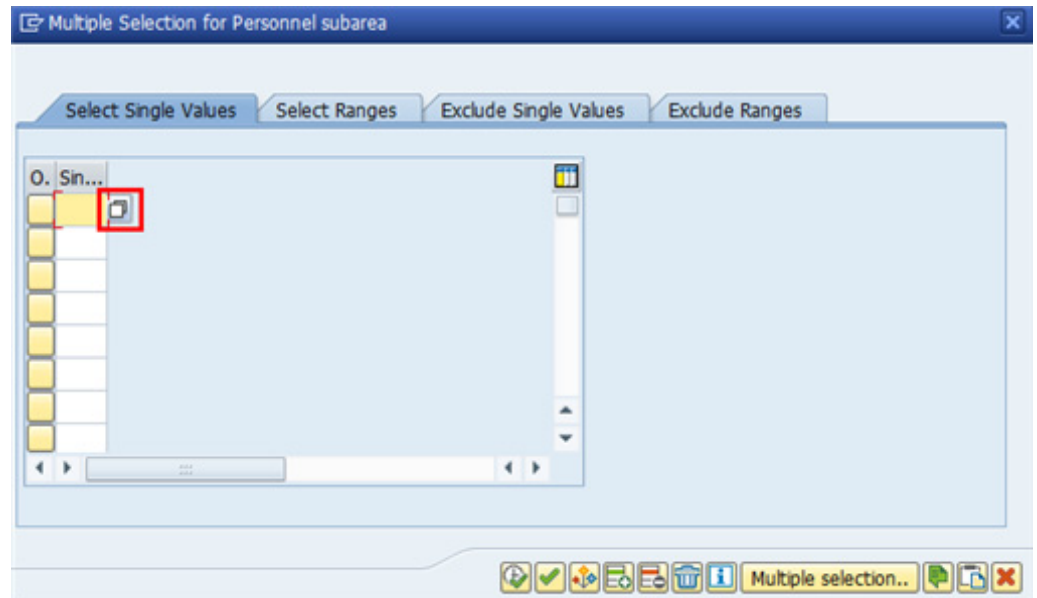 Multiple Selection for Personnel subarea
Select Single Values Select Ranges Exclude Single Values Exclude Ranges
O. Sin...
Multiple selection..